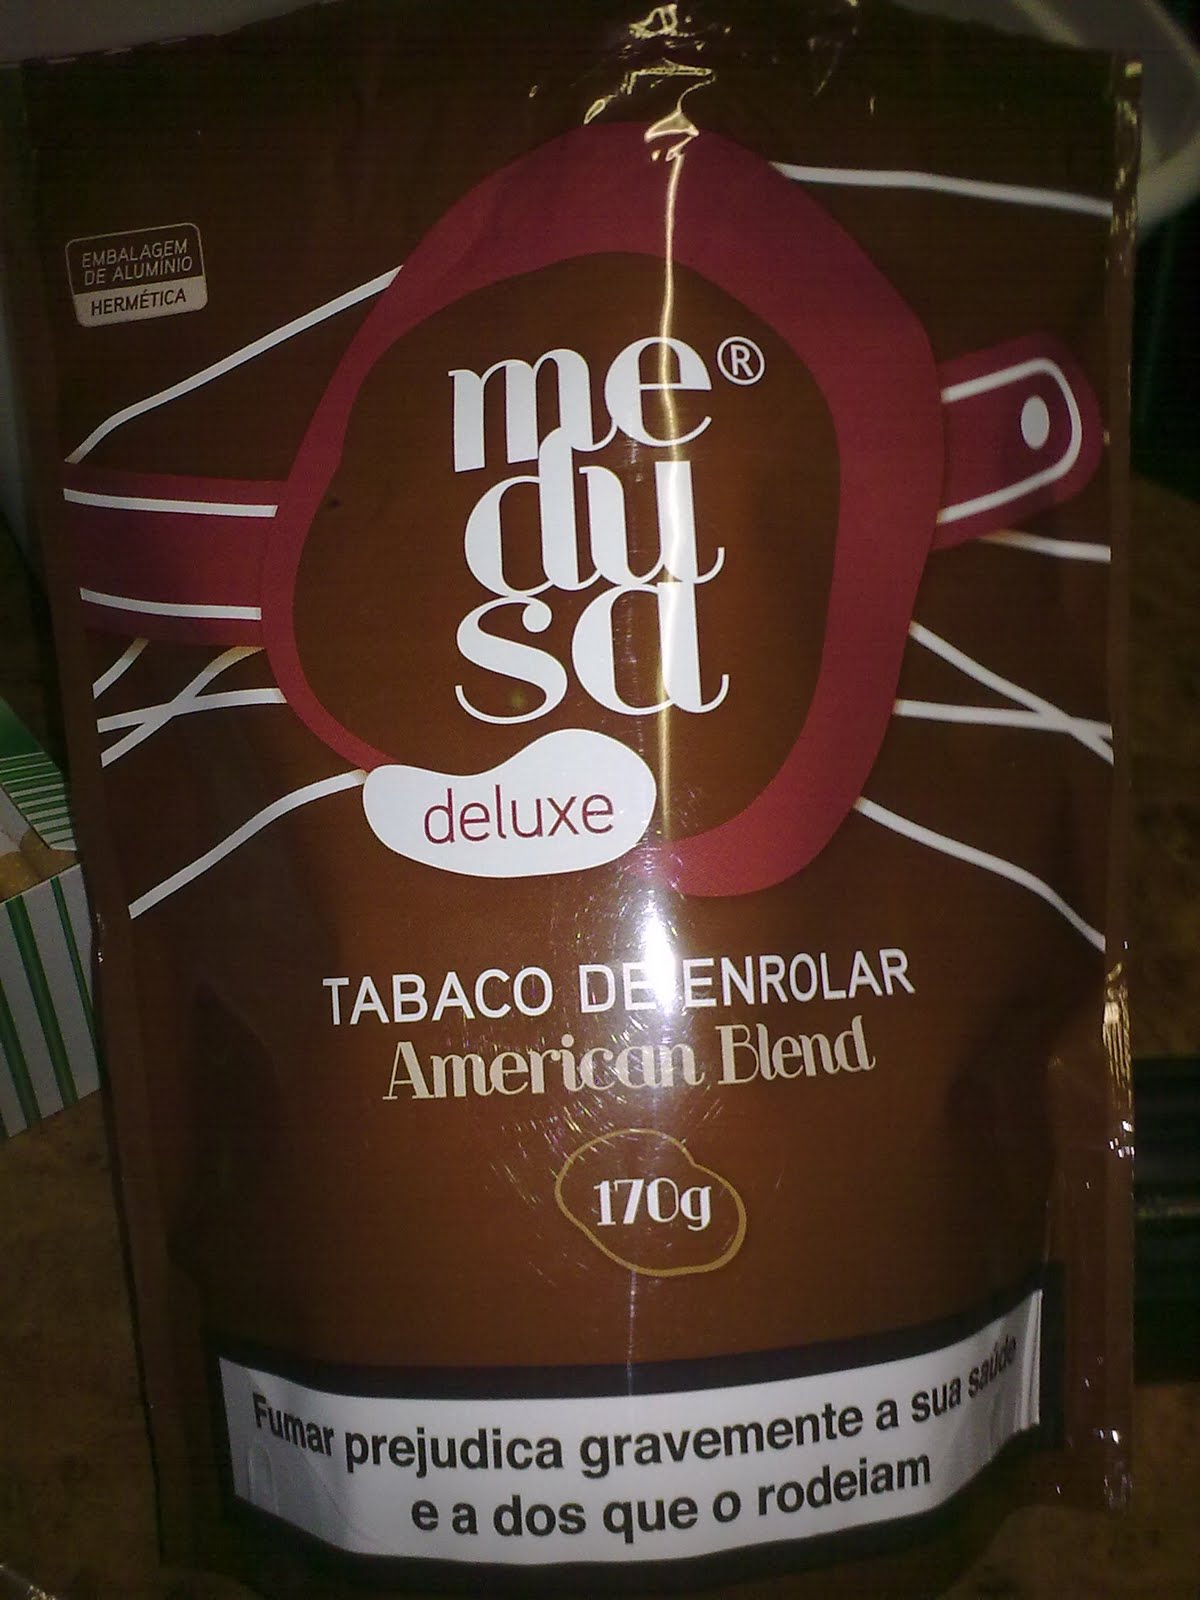 EMBALAGEM
DE ALUMÍNIO
HERMÉTICA
me®
du
sa
deluxe
TABACO DE ENROLAR
American Blend
170g
Fumar prejudica gravemente a sua saúde
e a dos que o rodeiam